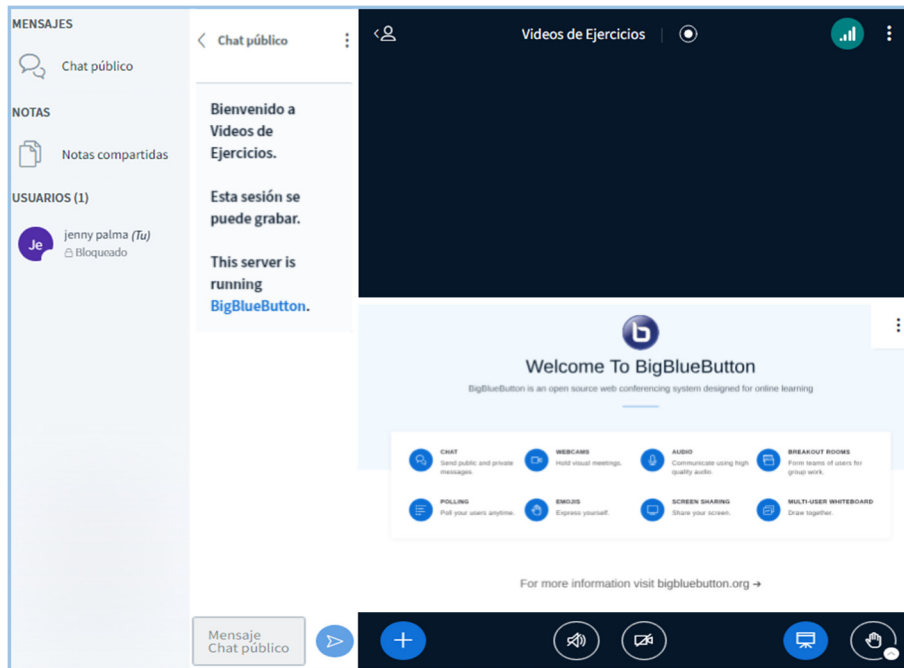 MENSAJES
Chat público
NOTAS
Notas compartidas
USUARIOS (1)
Je
jenny palma (Tu)
Bloqueado
Chat público
Bienvenido a
Videos de
Ejercicios.
Esta sesión se
puede grabar.
This server is
running
BigBlueButton.
Mensaje
Chat público
Videos de Ejercicios
b
Welcome To BigBlueButton
BigBlueButton is an open source web conferencing system designed for online learning
CHAT
Send public and private
messages.
WEBCAMS
Hold visual meetings.
AUDIO
Communicate using high
quality audio.
BREAKOUT ROOMS
Form teams of users for
group work.
POLLING
Poll your users anytime.
EMOJIS
Express yourself.
SCREEN SHARING
Share your screen.
MULTI-USER WHITEBOARD
Draw together.
For more information visit bigbluebutton.org →